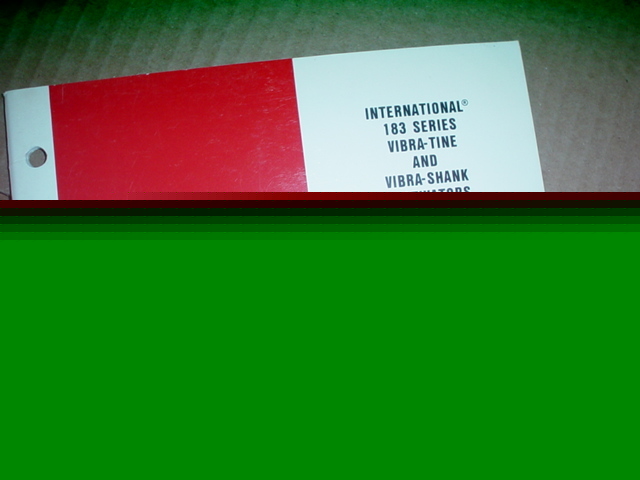 INTERNATIONAL®
183 SERIES
VIBRA-TINE
AND
VIBRA-SHANK